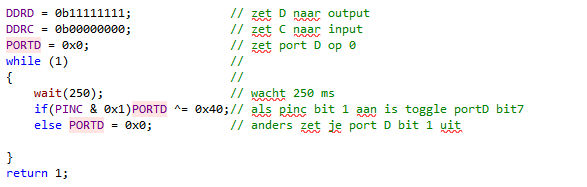 DDRD = 0b11111111; // zet D naar output
DDRC = 0b00000000; // zet C naar input
PORTD = 0x0; // zet port D op 0
while (1) //
{ //
wait(250); // wacht 250 ms
if(PINC & 0x1)PORTD ^= 0x40;// als pinc bit 1 aan is toggle portD bit7
else PORTD = 0x0; // anders zet je port D bit 1 uit
}
return 1;